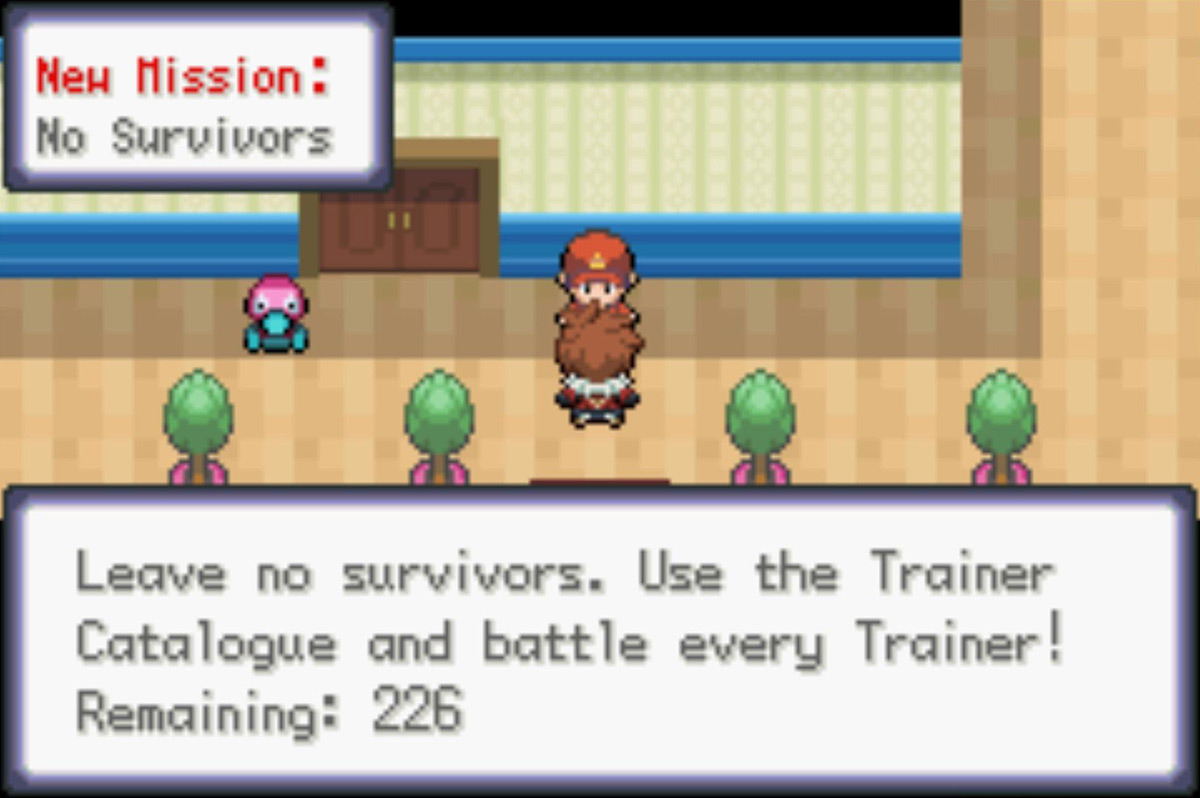 New Mission:
No Survivors
Leave no survivors. Use the Trainer
Catalogue and battle every Trainer!
Remaining: 226